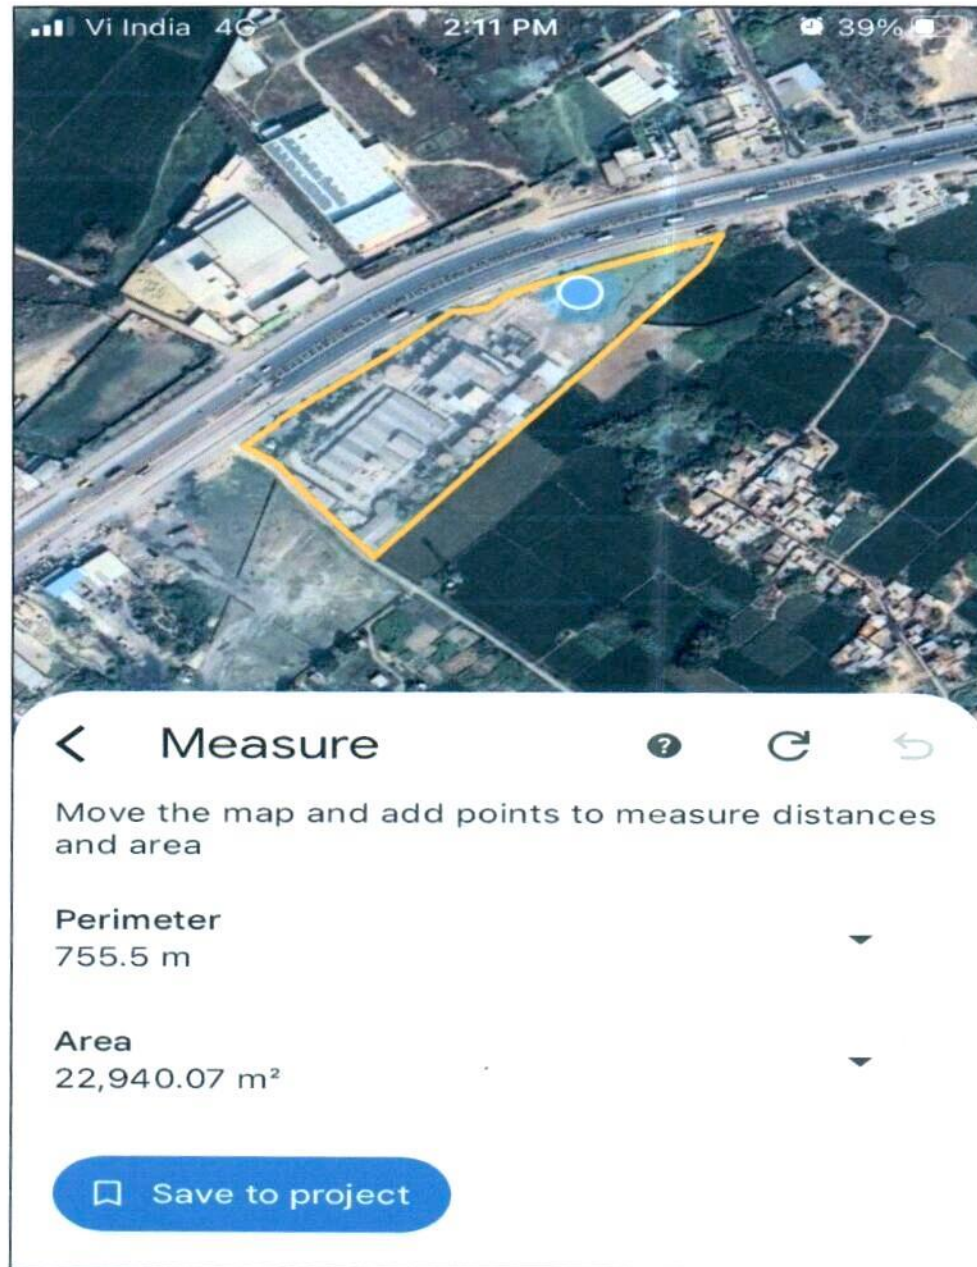 Vi India 4G 2:11 PM 39%
Measure
Move the map and add points to measure distances
and area
Perimeter
755.5 m
Area
22,940.07 m²
Save to project